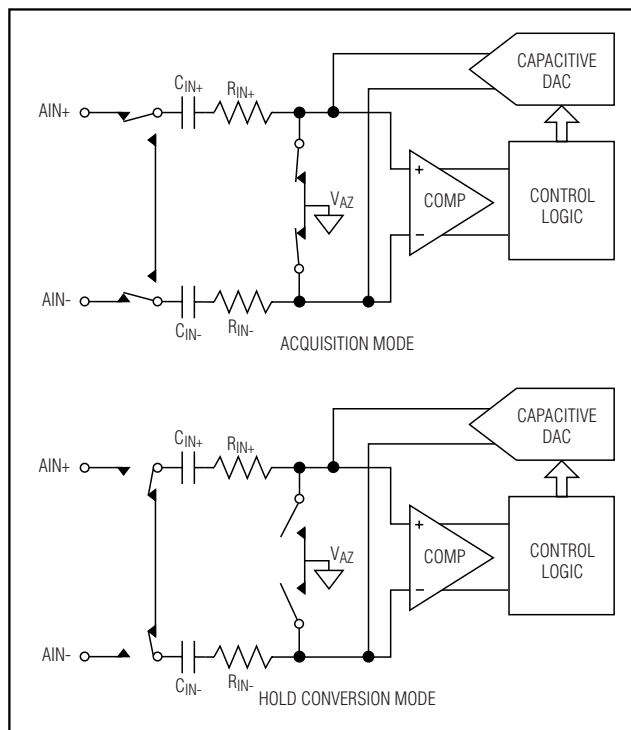 CAPACITIVE
DAC
CIN+
RIN+
AIN+
VAZ
+
COMP
−
CONTROL
LOGIC
AIN-
CIN-
RIN-
ACQUISITION MODE
CAPACITIVE
DAC
CIN+
RIN+
AIN+
VAZ
+
COMP
−
CONTROL
LOGIC
AIN-
CIN-
RIN-
HOLD CONVERSION MODE